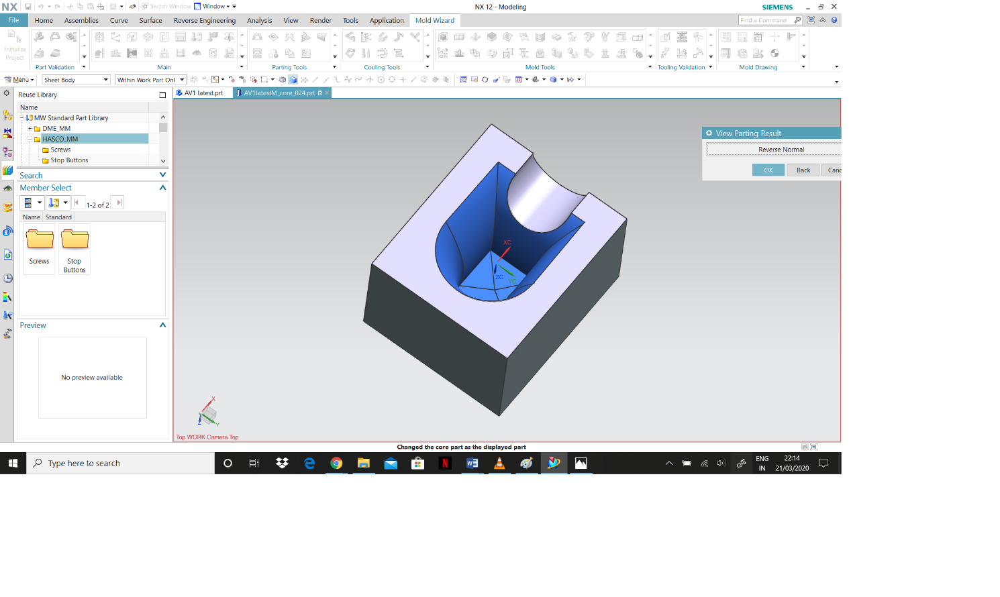 NX Switch Window Window NX 12 - Modeling SIEMENS
File Home Assemblies Curve Surface Reverse Engineering Analysis View Render Tools Application Mold Wizard Find a Command
Initialize
Project
Part Validation Main Parting Tools Cooling Tools Mold Tools Tooling Validation Mold Drawing
Menu Sheet Body Within Work Part Onl
Reuse Library AV1 latest.prt AV1latestM_core_024.prt
Name
MW Standard Part Library
DME_MM
HASCO_MM
Screws
Stop Buttons
View Parting Result
Reverse Normal
OK Back Canc
Search
Member Select
1-2 of 2
Name Standard
Screws Stop
Buttons
Preview
No preview available
XC
ZC YC
X
Z Y
Top WORK Camera Top
Changed the core part as the displayed part
Type here to search
ENG 22:14
IN 21/03/2020